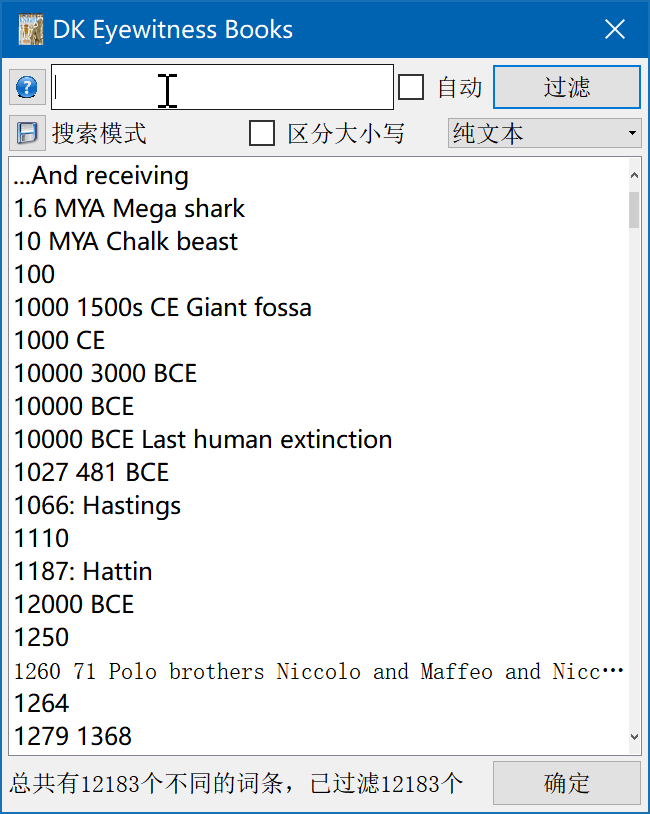 DK Eyewitness Books
自动
过滤
搜索模式
区分大小写
纯文本
...And receiving
1.6 MYA Mega shark
10 MYA Chalk beast
100
1000 1500s CE Giant fossa
1000 CE
10000 3000 BCE
10000 BCE
10000 BCE Last human extinction
1027 481 BCE
1066: Hastings
1110
1187: Hattin
12000 BCE
1250
1260 71 Polo brothers Niccolo and Maffeo and Nicc…
1264
1279 1368
总共有12183个不同的词条，已过滤12183个
确定